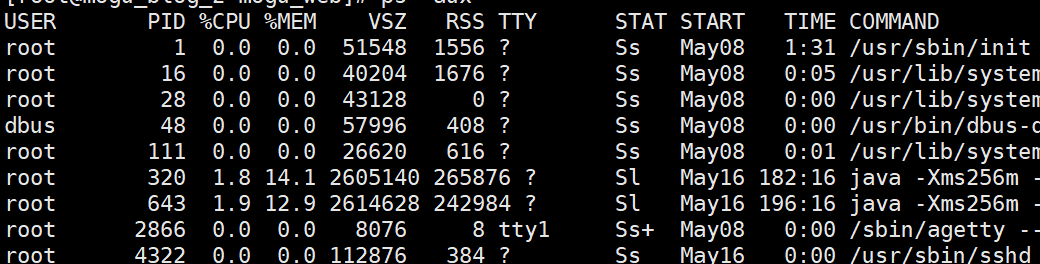 [root@mogu_blog_2 mogu_web]# ps -aux
USER       PID %CPU %MEM    VSZ   RSS TTY      STAT START   TIME COMMAND
root         1  0.0  0.0  51548  1556 ?        Ss   May08   1:31 /usr/sbin/init
root        16  0.0  0.0  40204  1676 ?        Ss   May08   0:05 /usr/lib/system
root        28  0.0  0.0  43128     0 ?        Ss   May08   0:00 /usr/lib/system
dbus        48  0.0  0.0  57996   408 ?        Ss   May08   0:00 /usr/bin/dbus-d
root       111  0.0  0.0  26620   616 ?        Ss   May08   0:01 /usr/lib/system
root       320  1.8 14.1 2605140 265876 ?      Sl   May16 182:16 java -Xms256m -
root       643  1.9 12.9 2614628 242984 ?      Sl   May16 196:16 java -Xms256m -
root      2866  0.0  0.0   8076     8 tty1     Ss+  May08   0:00 /sbin/agetty --
root      4322  0.0  0.0 112876   384 ?        Ss   May16   0:00 /usr/sbin/sshd